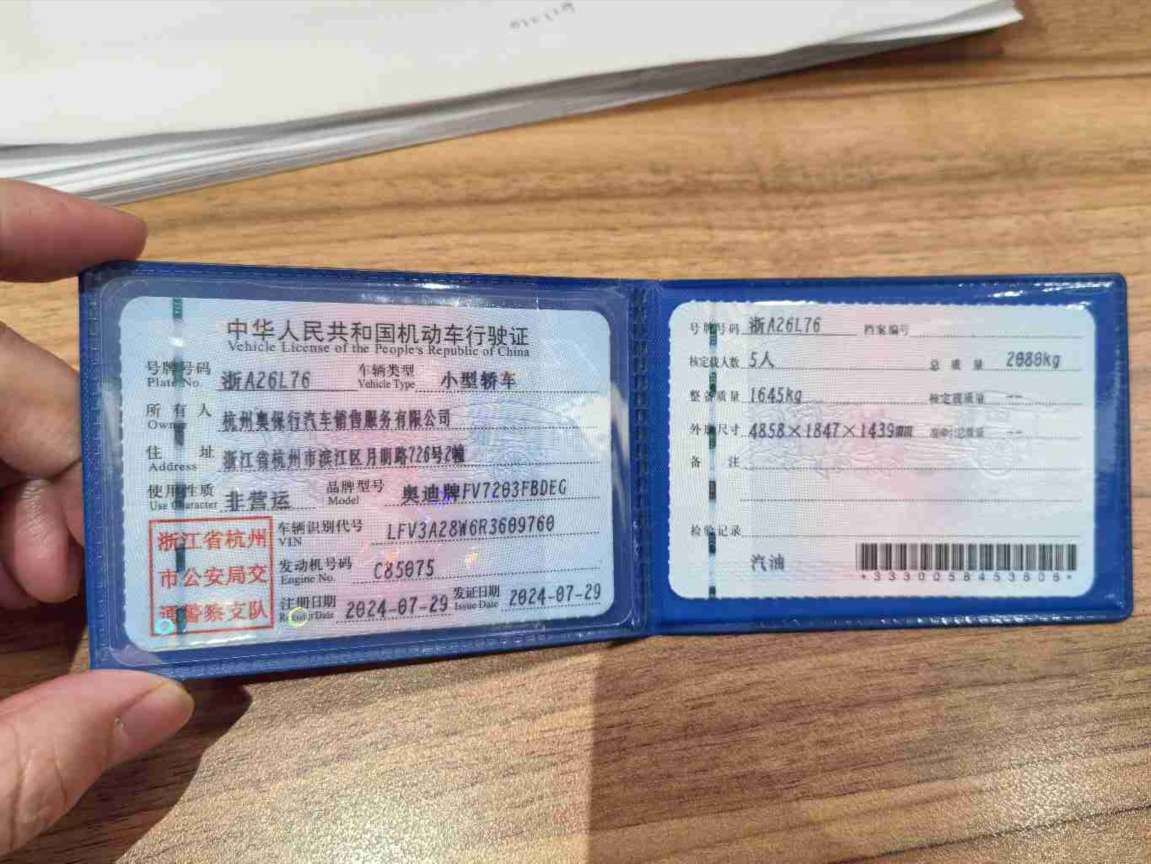 中华人民共和国机动车行驶证
Vehicle License of the People's Republic of China
号牌号码 浙A26L76 车辆类型 小型轿车
Plate No. Vehicle Type
所有人 杭州奥保行汽车销售服务有限公司
Owner
住址 浙江省杭州市滨江区月明路726号2幢
Address
使用性质 非营运 品牌型号 奥迪牌FV7203FBDEG
Use Character Model
浙江省杭州
市公安局交
通警察支队
车辆识别代号 LFV3A28W6R3609760
VIN
发动机号码 C85075
Engine No.
注册日期 2024-07-29 发证日期 2024-07-29
Register Date Issue Date
号牌号码 浙A26L76 档案编号
核定载人数 5人 总质量 2080kg
整备质量 1645kg 核定载质量 --
外廓尺寸 4858×1847×1439mm --
备注
检验记录
汽油
*3330058453806*